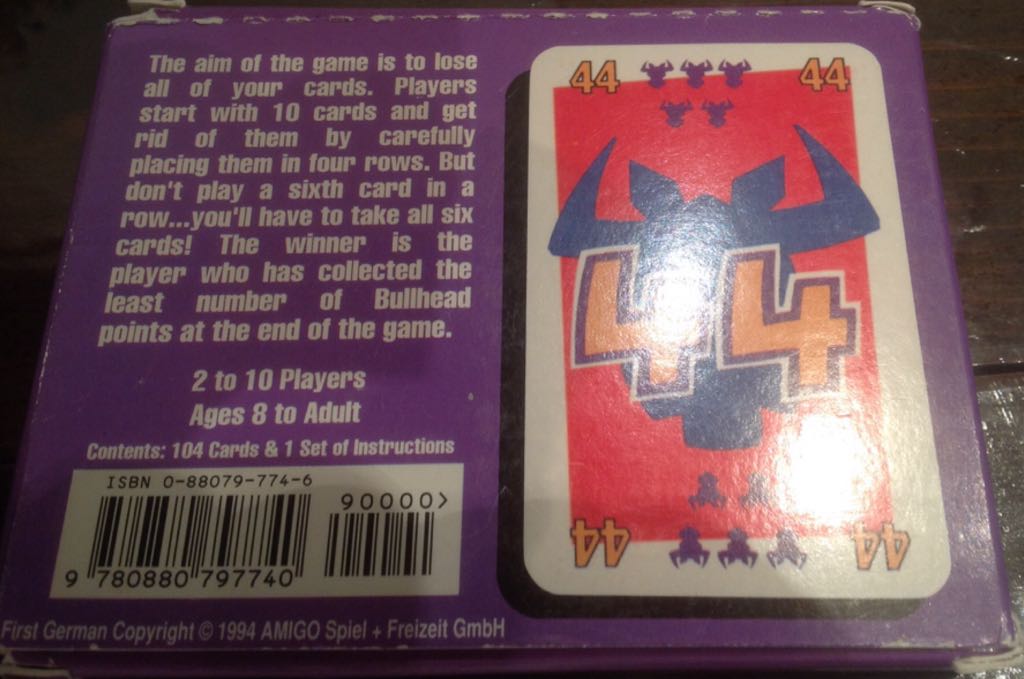 The aim of the game is to lose
all of your cards. Players
start with 10 cards and get
rid of them by carefully
placing them in four rows. But
don't play a sixth card in a
row...you'll have to take all six
cards! The winner is the
player who has collected the
least number of Bullhead
points at the end of the game.
2 to 10 Players
Ages 8 to Adult
Contents: 104 Cards & 1 Set of Instructions
ISBN 0-88079-774-6
90000>
9 780880 797740
First German Copyright © 1994 AMIGO Spiel + Freizeit GmbH
44 44
44
44 44